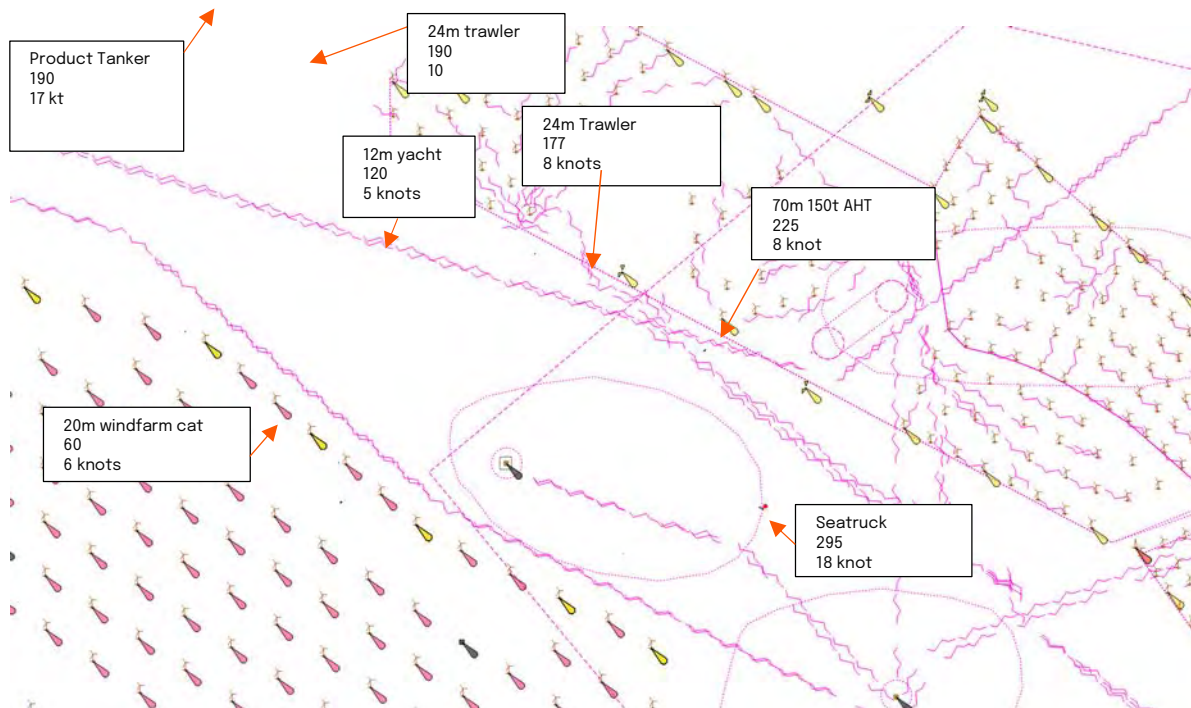 Product Tanker
190
17 kt
24m trawler
190
10
24m Trawler
177
8 knots
12m yacht
120
5 knots
70m 150t AHT
225
8 knot
20m windfarm cat
60
6 knots
Seatruck
295
18 knot